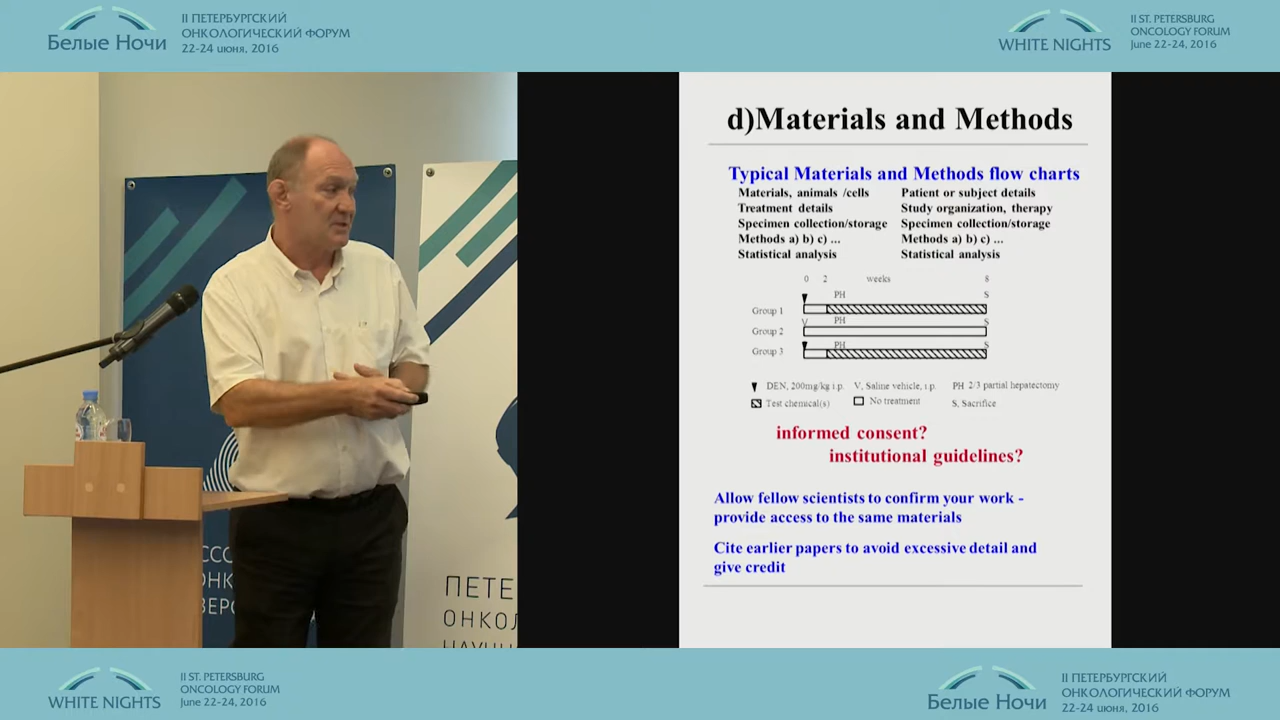 Белые Ночи
II ПЕТЕРБУРГСКИЙ
ОНКОЛОГИЧЕСКИЙ ФОРУМ
22-24 июня, 2016
WHITE NIGHTS
II ST. PETERSBURG
ONCOLOGY FORUM
June 22-24, 2016
d)Materials and Methods
Typical Materials and Methods flow charts
Materials, animals /cells
Treatment details
Specimen collection/storage
Methods a) b) c) ...
Statistical analysis
Patient or subject details
Study organization, therapy
Specimen collection/storage
Methods a) b) c) ...
Statistical analysis
0 2 weeks 8
PH S
Group 1
V PH S
Group 2
PH S
Group 3
DEN, 200mg/kg i.p. V, Saline vehicle, i.p. PH 2/3 partial hepatectomy
Test chemical(s) No treatment S, Sacrifice
informed consent?
institutional guidelines?
Allow fellow scientists to confirm your work -
provide access to the same materials
Cite earlier papers to avoid excessive detail and
give credit
ПЕТЕ
ОНКОЛ
WHITE NIGHTS
II ST. PETERSBURG
ONCOLOGY FORUM
June 22-24, 2016
Белые Ночи
II ПЕТЕРБУРГСКИЙ
ОНКОЛОГИЧЕСКИЙ ФОРУМ
22-24 июня, 2016